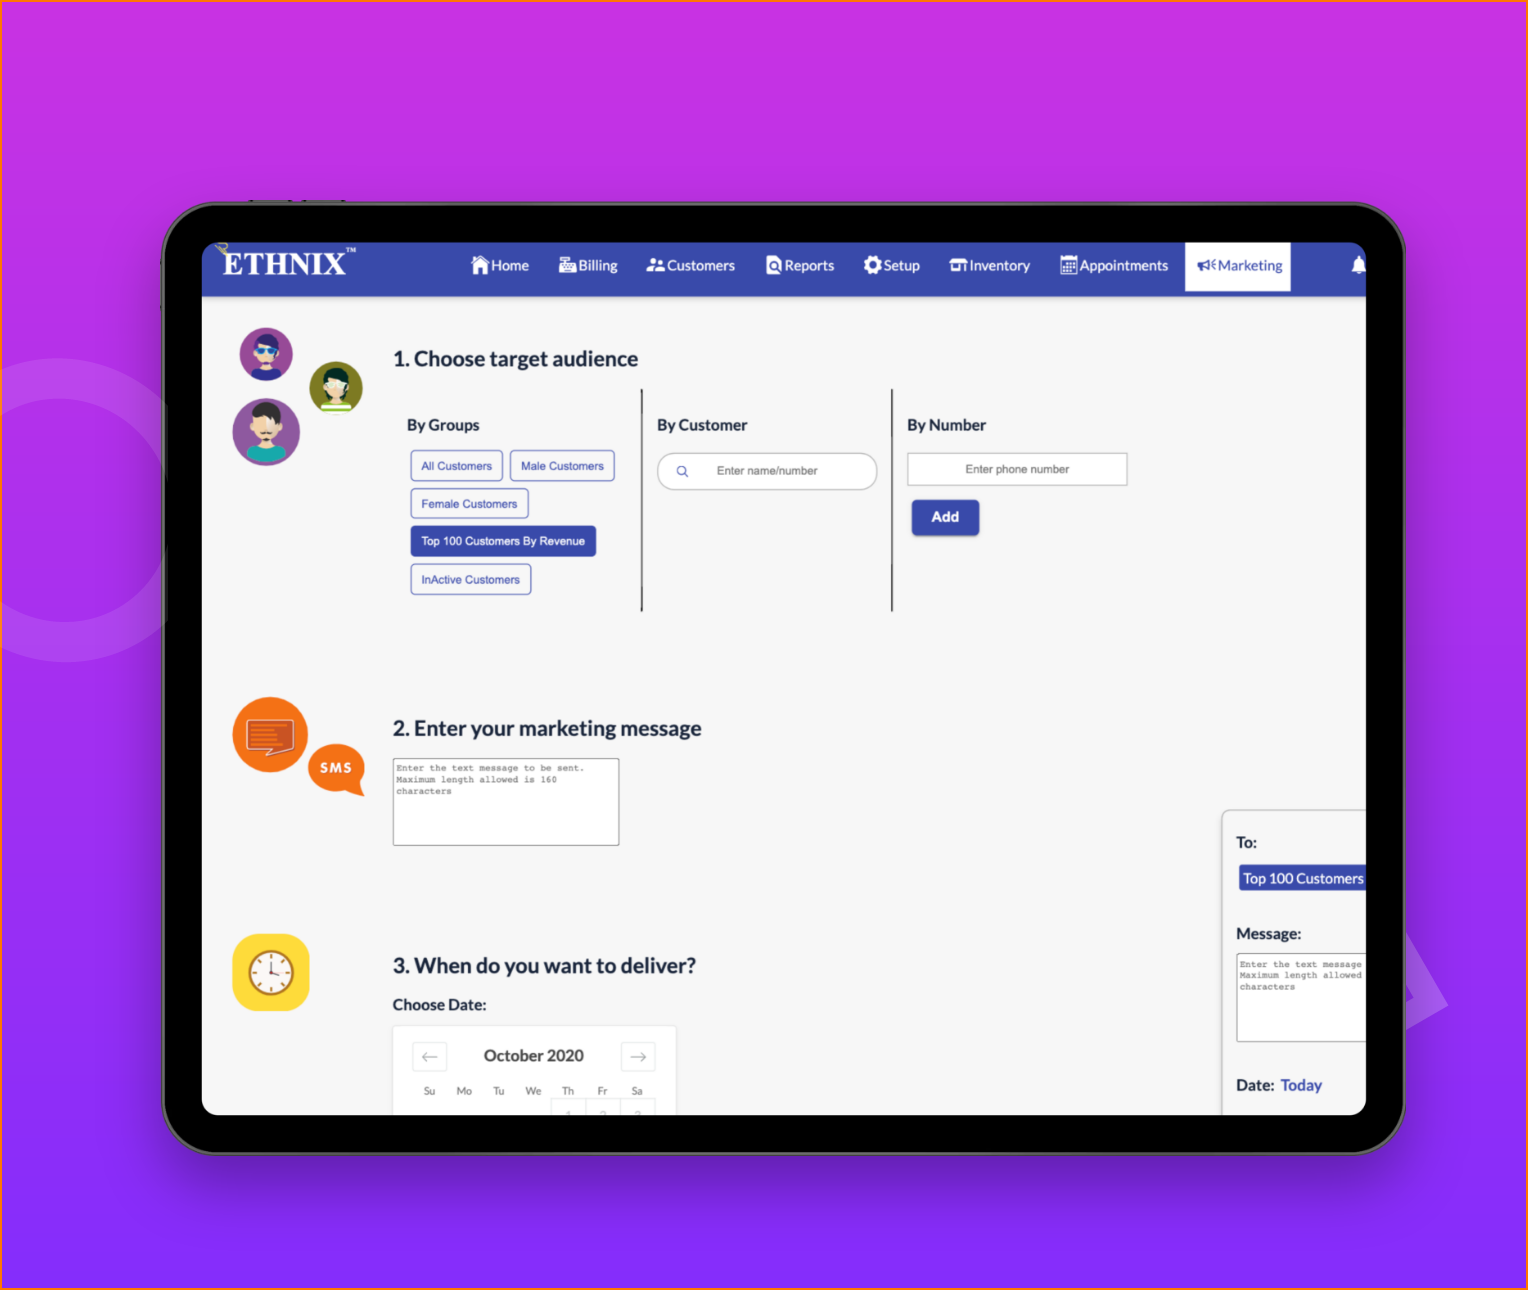 ETHNIX™
Home Billing Customers Reports Setup Inventory Appointments Marketing
1. Choose target audience
By Groups
All Customers Male Customers
Female Customers
Top 100 Customers By Revenue
InActive Customers
By Customer
Enter name/number
By Number
Enter phone number
Add
2. Enter your marketing message
SMS
Enter the text message to be sent.
Maximum length allowed is 160
characters
3. When do you want to deliver?
Choose Date:
October 2020
Su Mo Tu We Th Fr Sa
1 2 3
To:
Top 100 Customers
Message:
Enter the text message
Maximum length allowed
characters
Date: Today